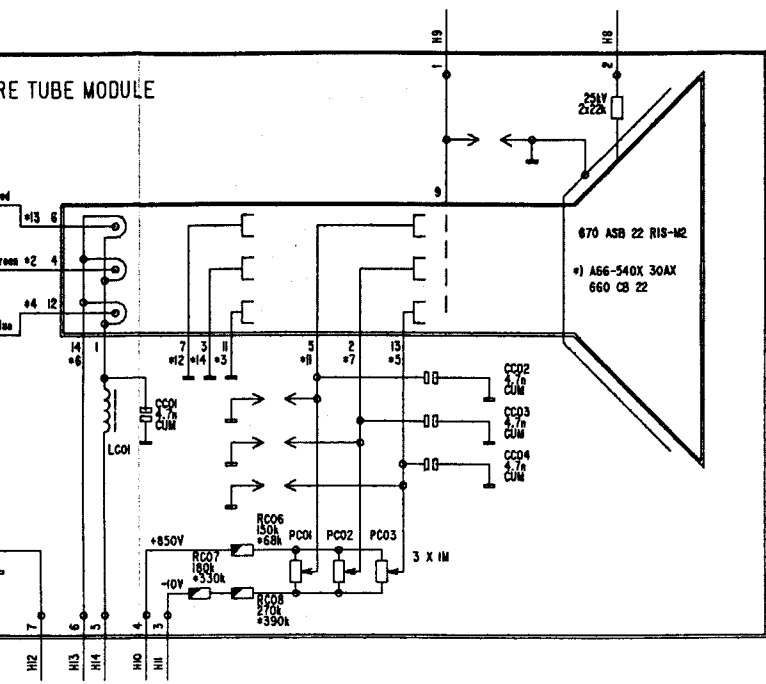 H9
H8
1
2
RE TUBE MODULE
25kV
2x22k
9
*13 6
670 ASB 22 RIS-M2
*2 4
*) A66-540X 30AX
660 CB 22
*4 12
14
*6
1
7
*12
3
*14
11
*3
5
*11
2
*7
13
*5
CC02
4.7n
CUM
CC01
4.7n
CUM
CC03
4.7n
CUM
LC01
CC04
4.7n
CUM
+850V
RC06
150k
*68k
PC01
PC02
PC03
RC07
180k
*330k
3 X 1M
-10V
RC08
270k
*390k
7
6
5
4
3
H12
H13
H14
H10
H11